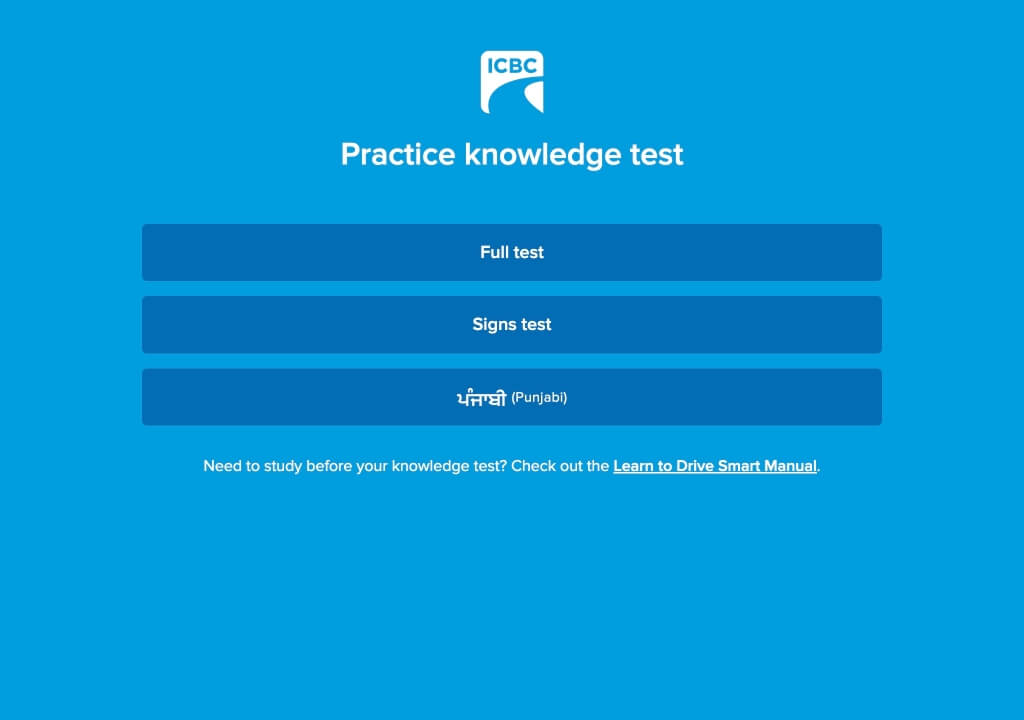 ICBC
Practice knowledge test
Full test
Signs test
ਪੰਜਾਬੀ (Punjabi)
Need to study before your knowledge test? Check out the Learn to Drive Smart Manual.